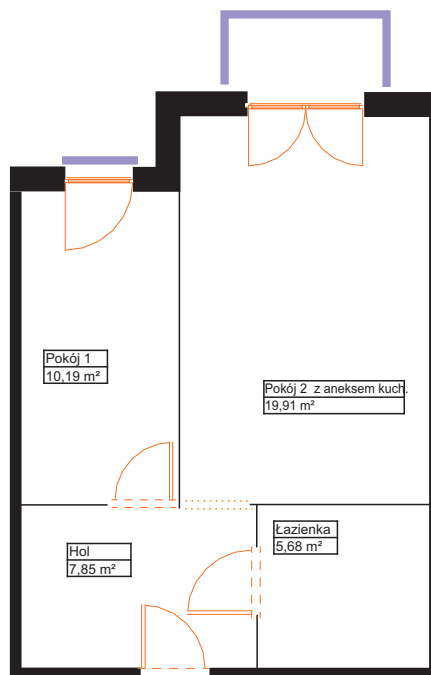 Pokój 1
10,19 m²
Pokój 2 z aneksem kuch.
19,91 m²
Łazienka
5,68 m²
Hol
7,85 m²